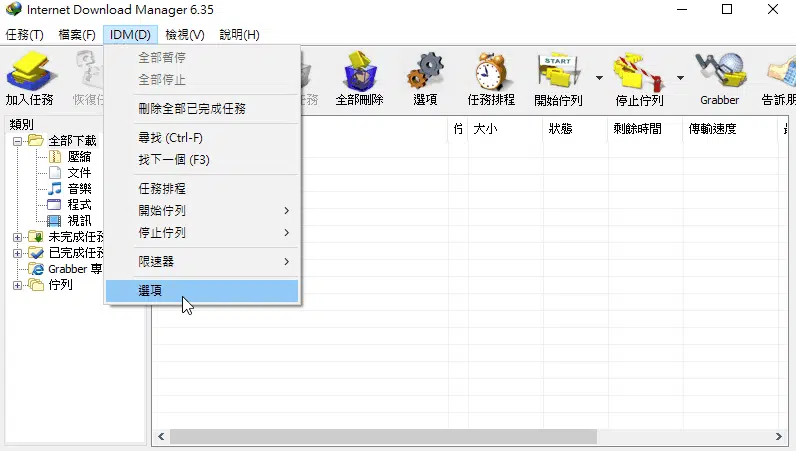 Internet Download Manager 6.35
任務(T) 檔案(F) IDM(D) 檢視(V) 說明(H)
加入任務 恢復任 務 全部刪除 選項 任務排程 開始佇列 停止佇列 Grabber 告訴朋
START
全部暫停
全部停止
刪除全部已完成任務
尋找 (Ctrl-F)
找下一個 (F3)
任務排程
開始佇列
停止佇列
限速器
選項
類別
全部下載
壓縮
文件
音樂
程式
視訊
未完成任務
已完成任務
Grabber 專
佇列
大小 狀態 剩餘時間 傳輸速度